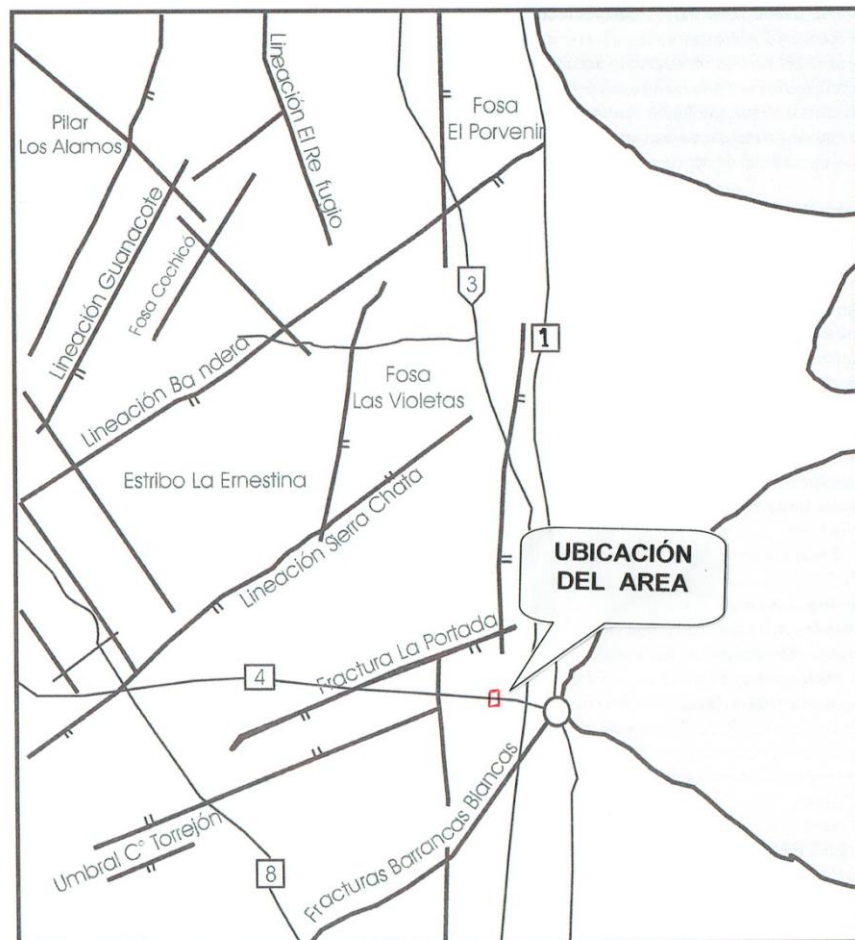 Pilar
Los Alamos
Lineación El Re fugio
Fosa
El Porvenir
Lineación Guanacote
Fosa Cochicó
3
1
Lineación Ba ndera
Fosa
Las Violetas
Estribo La Ernestina
Lineación Sierra Chata
UBICACIÓN
DEL AREA
Fractura La Portada
4
Umbral C° Torrejón
8
Fracturas Barrancas Blancas